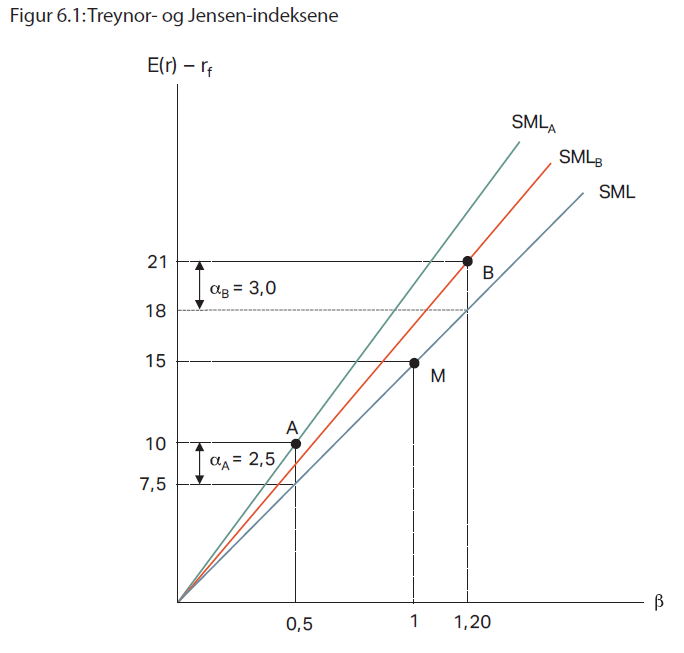 Figur 6.1:Treynor- og Jensen-indeksene
E(r) – rf
SMLA
SMLB
SML
21
B
αB = 3,0
18
15
M
A
10
αA = 2,5
7,5
β
0,5
1
1,20